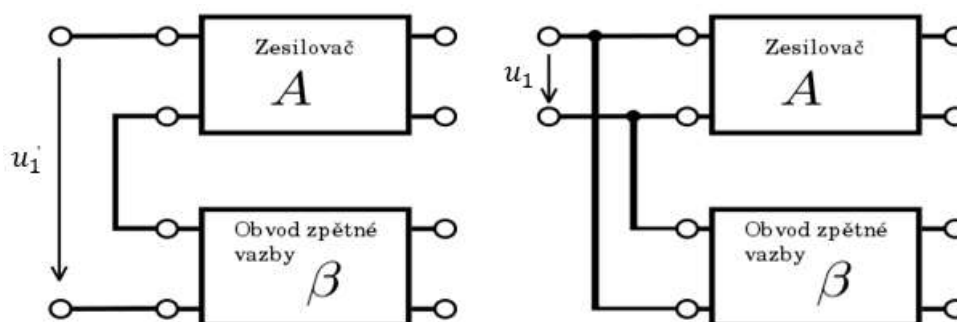 Zesilovač
A
u₁
Obvod zpětné
vazby
β
Zesilovač
A
u₁
Obvod zpětné
vazby
β